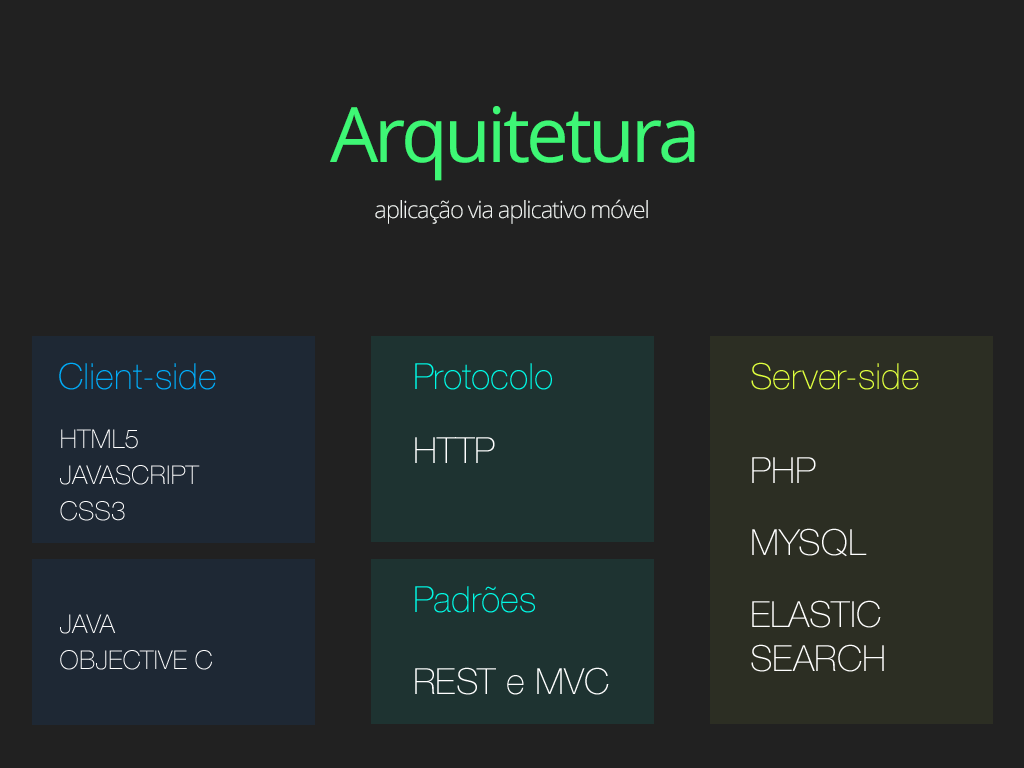 Arquitetura
aplicação via aplicativo móvel
Client-side
HTML5
JAVASCRIPT
CSS3
JAVA
OBJECTIVE C
Protocolo
HTTP
Padrões
REST e MVC
Server-side
PHP
MYSQL
ELASTIC
SEARCH